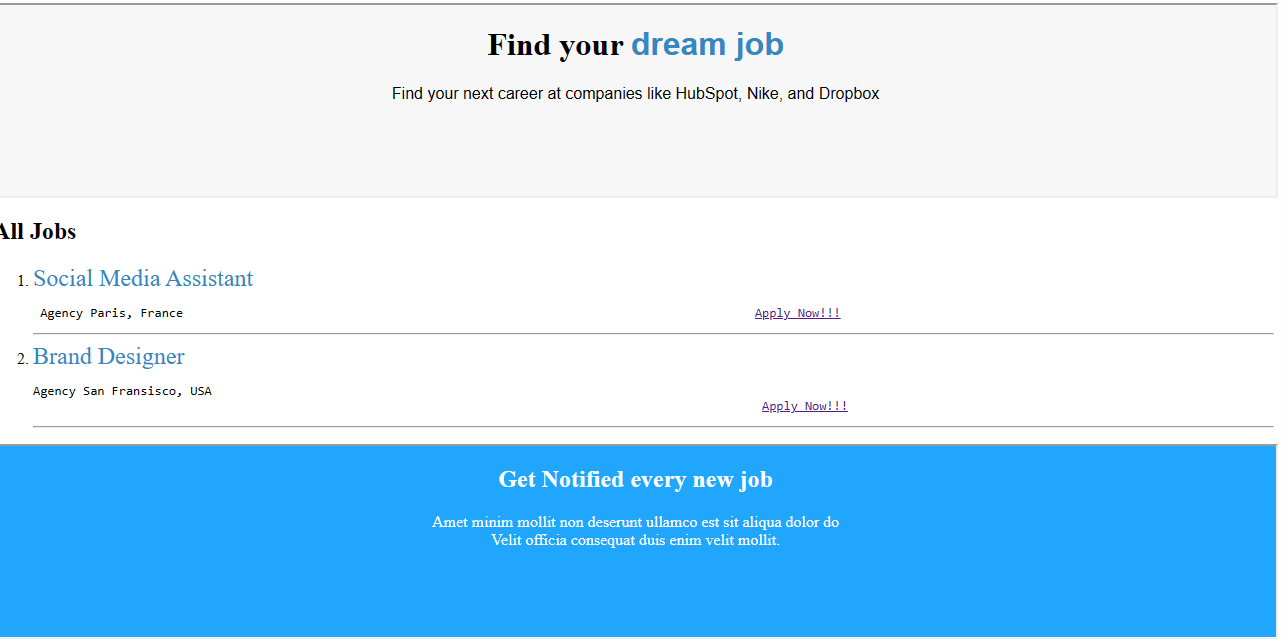 Find your dream job
Find your next career at companies like HubSpot, Nike, and Dropbox
All Jobs
1. Social Media Assistant
Agency Paris, France Apply Now!!!
2. Brand Designer
Agency San Fransisco, USA
Apply Now!!!
Get Notified every new job
Amet minim mollit non deserunt ullamco est sit aliqua dolor do
Velit officia consequat duis enim velit mollit.